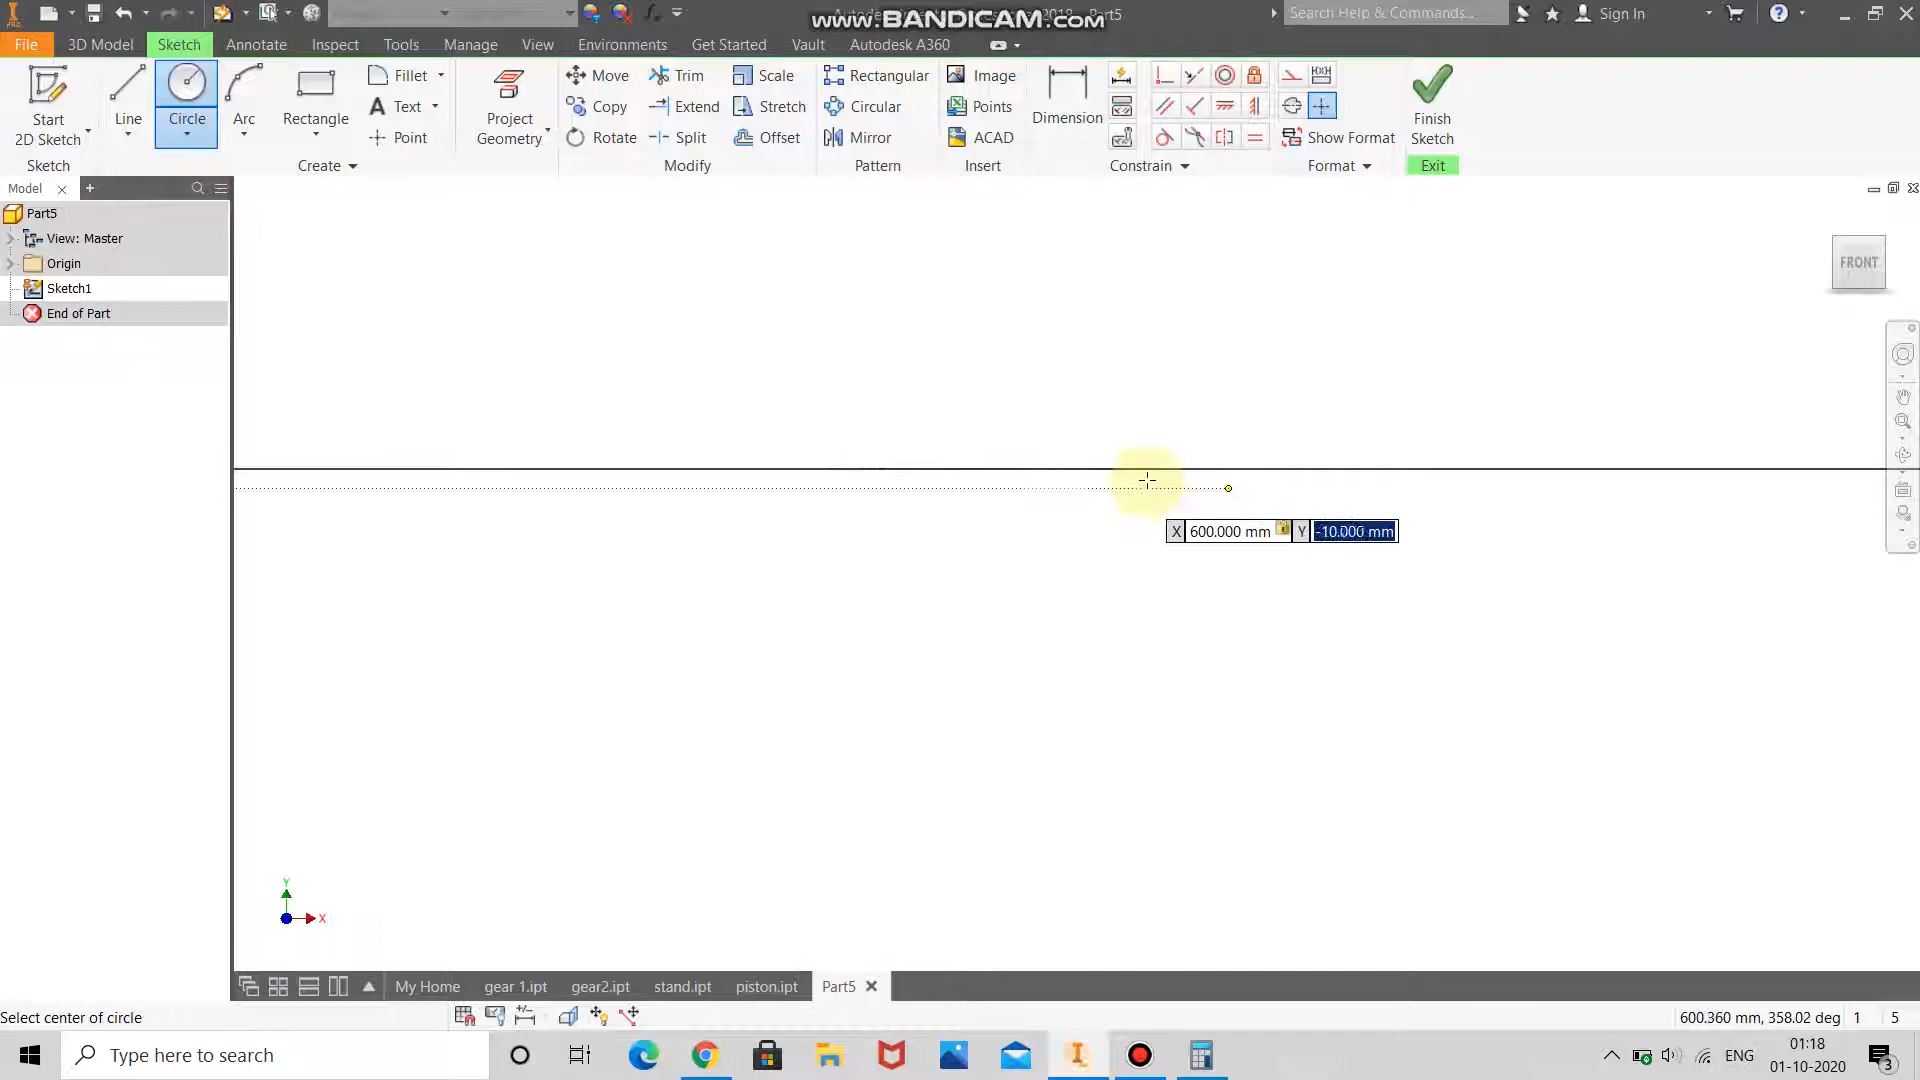 www.BANDICAM.com
2018 Part5
Search Help & Commands...
Sign In
File 3D Model Sketch Annotate Inspect Tools Manage View Environments Get Started Vault Autodesk A360
Start
2D Sketch
Line
Circle
Arc
Rectangle
Fillet
Text
Point
Project
Geometry
Move
Copy
Rotate
Trim
Extend
Split
Scale
Stretch
Offset
Rectangular
Circular
Mirror
Image
Points
ACAD
Dimension
Show Format
Finish
Sketch
Sketch Create Modify Pattern Insert Constrain Format Exit
Model
Part5
View: Master
Origin
Sketch1
End of Part
FRONT
X 600.000 mm Y -10.000 mm
Y
X
My Home gear 1.ipt gear2.ipt stand.ipt piston.ipt Part5
Select center of circle
600.360 mm, 358.02 deg 1 5
Type here to search
ENG
01:18
01-10-2020
3